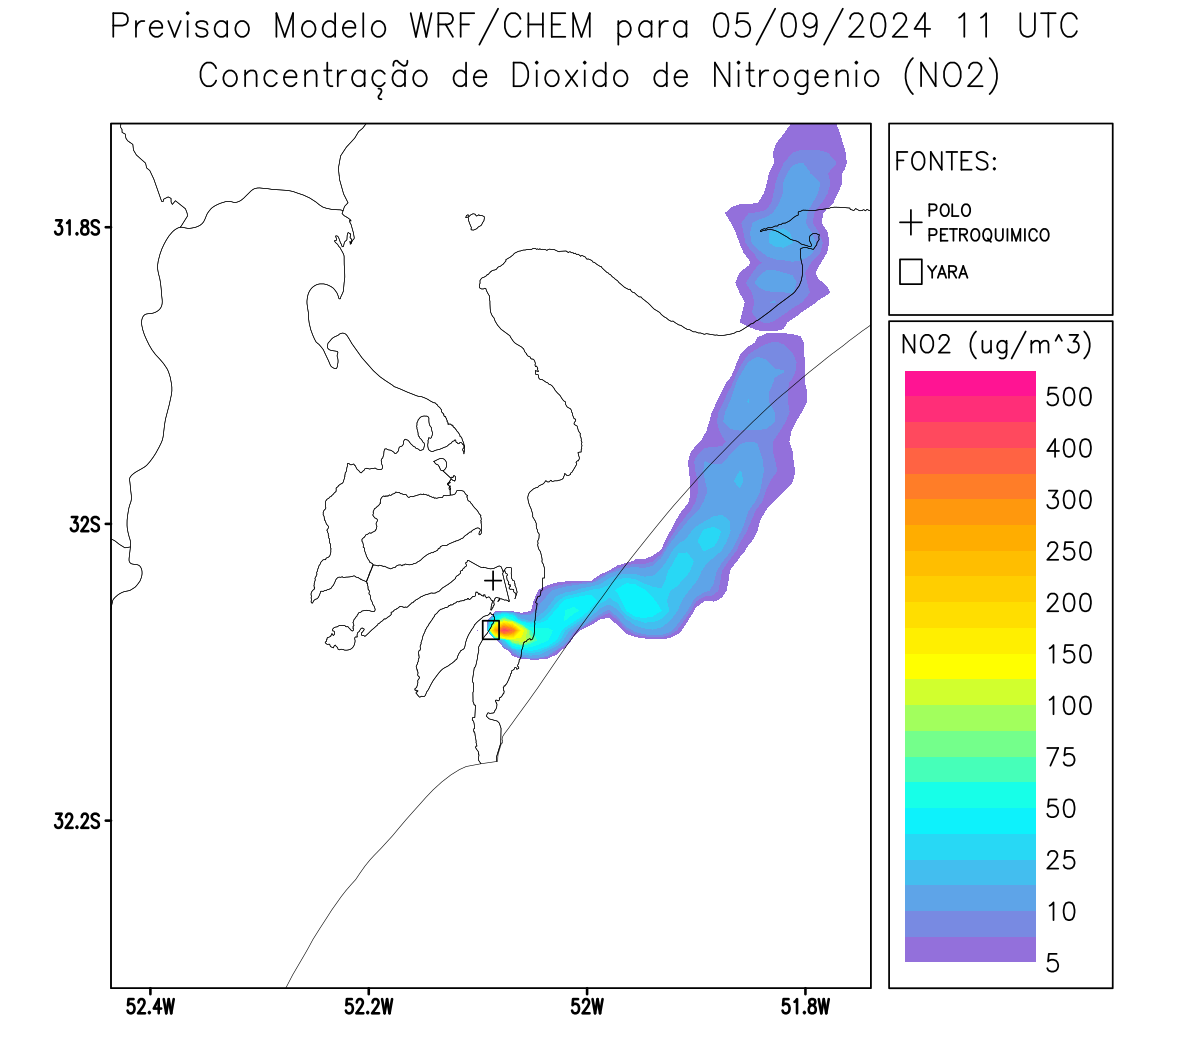 Previsao Modelo WRF/CHEM para 05/09/2024 11 UTC
Concentração de Dioxido de Nitrogenio (NO2)
FONTES:
POLO
PETROQUIMICO
YARA
NO2 (ug/m^3)
500
400
300
250
200
150
100
75
50
25
10
5
31.8S
32S
32.2S
52.4W
52.2W
52W
51.8W